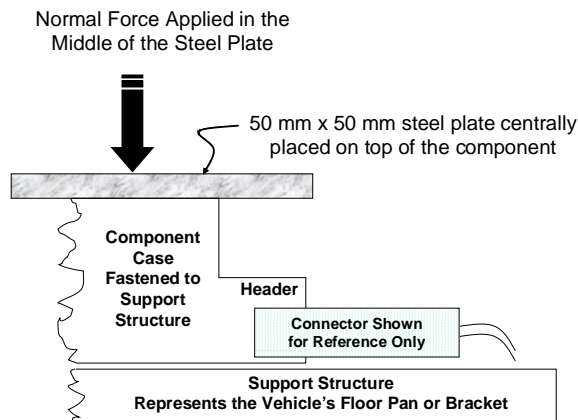 Normal Force Applied in the
Middle of the Steel Plate
50 mm x 50 mm steel plate centrally
placed on top of the component
Component
Case
Fastened to
Support
Structure
Header
Connector Shown
for Reference Only
Support Structure
Represents the Vehicle's Floor Pan or Bracket